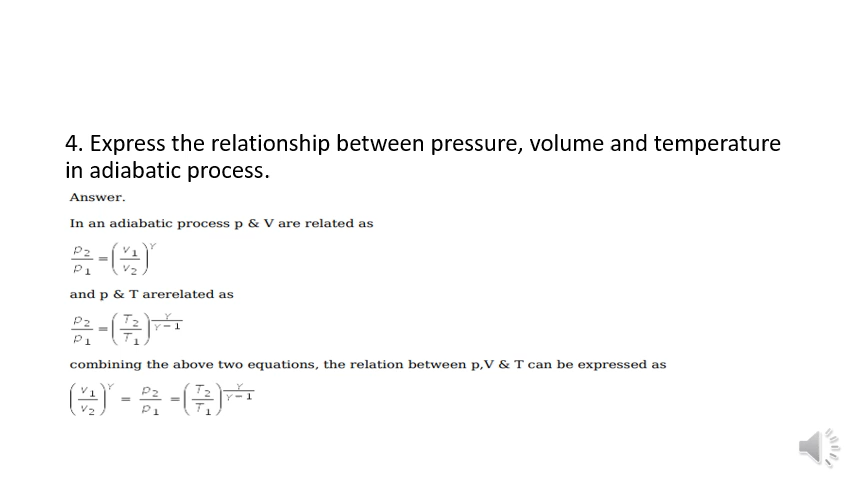 4. Express the relationship between pressure, volume and temperature
in adiabatic process.
Answer.
In an adiabatic process p & V are related as
p₂/p₁ = (v₁/v₂)^γ
and p & T arerelated as
p₂/p₁ = (T₂/T₁)^(γ/(γ−1))
combining the above two equations, the relation between p,V & T can be expressed as
(v₁/v₂)^γ = p₂/p₁ = (T₂/T₁)^(γ/(γ−1))